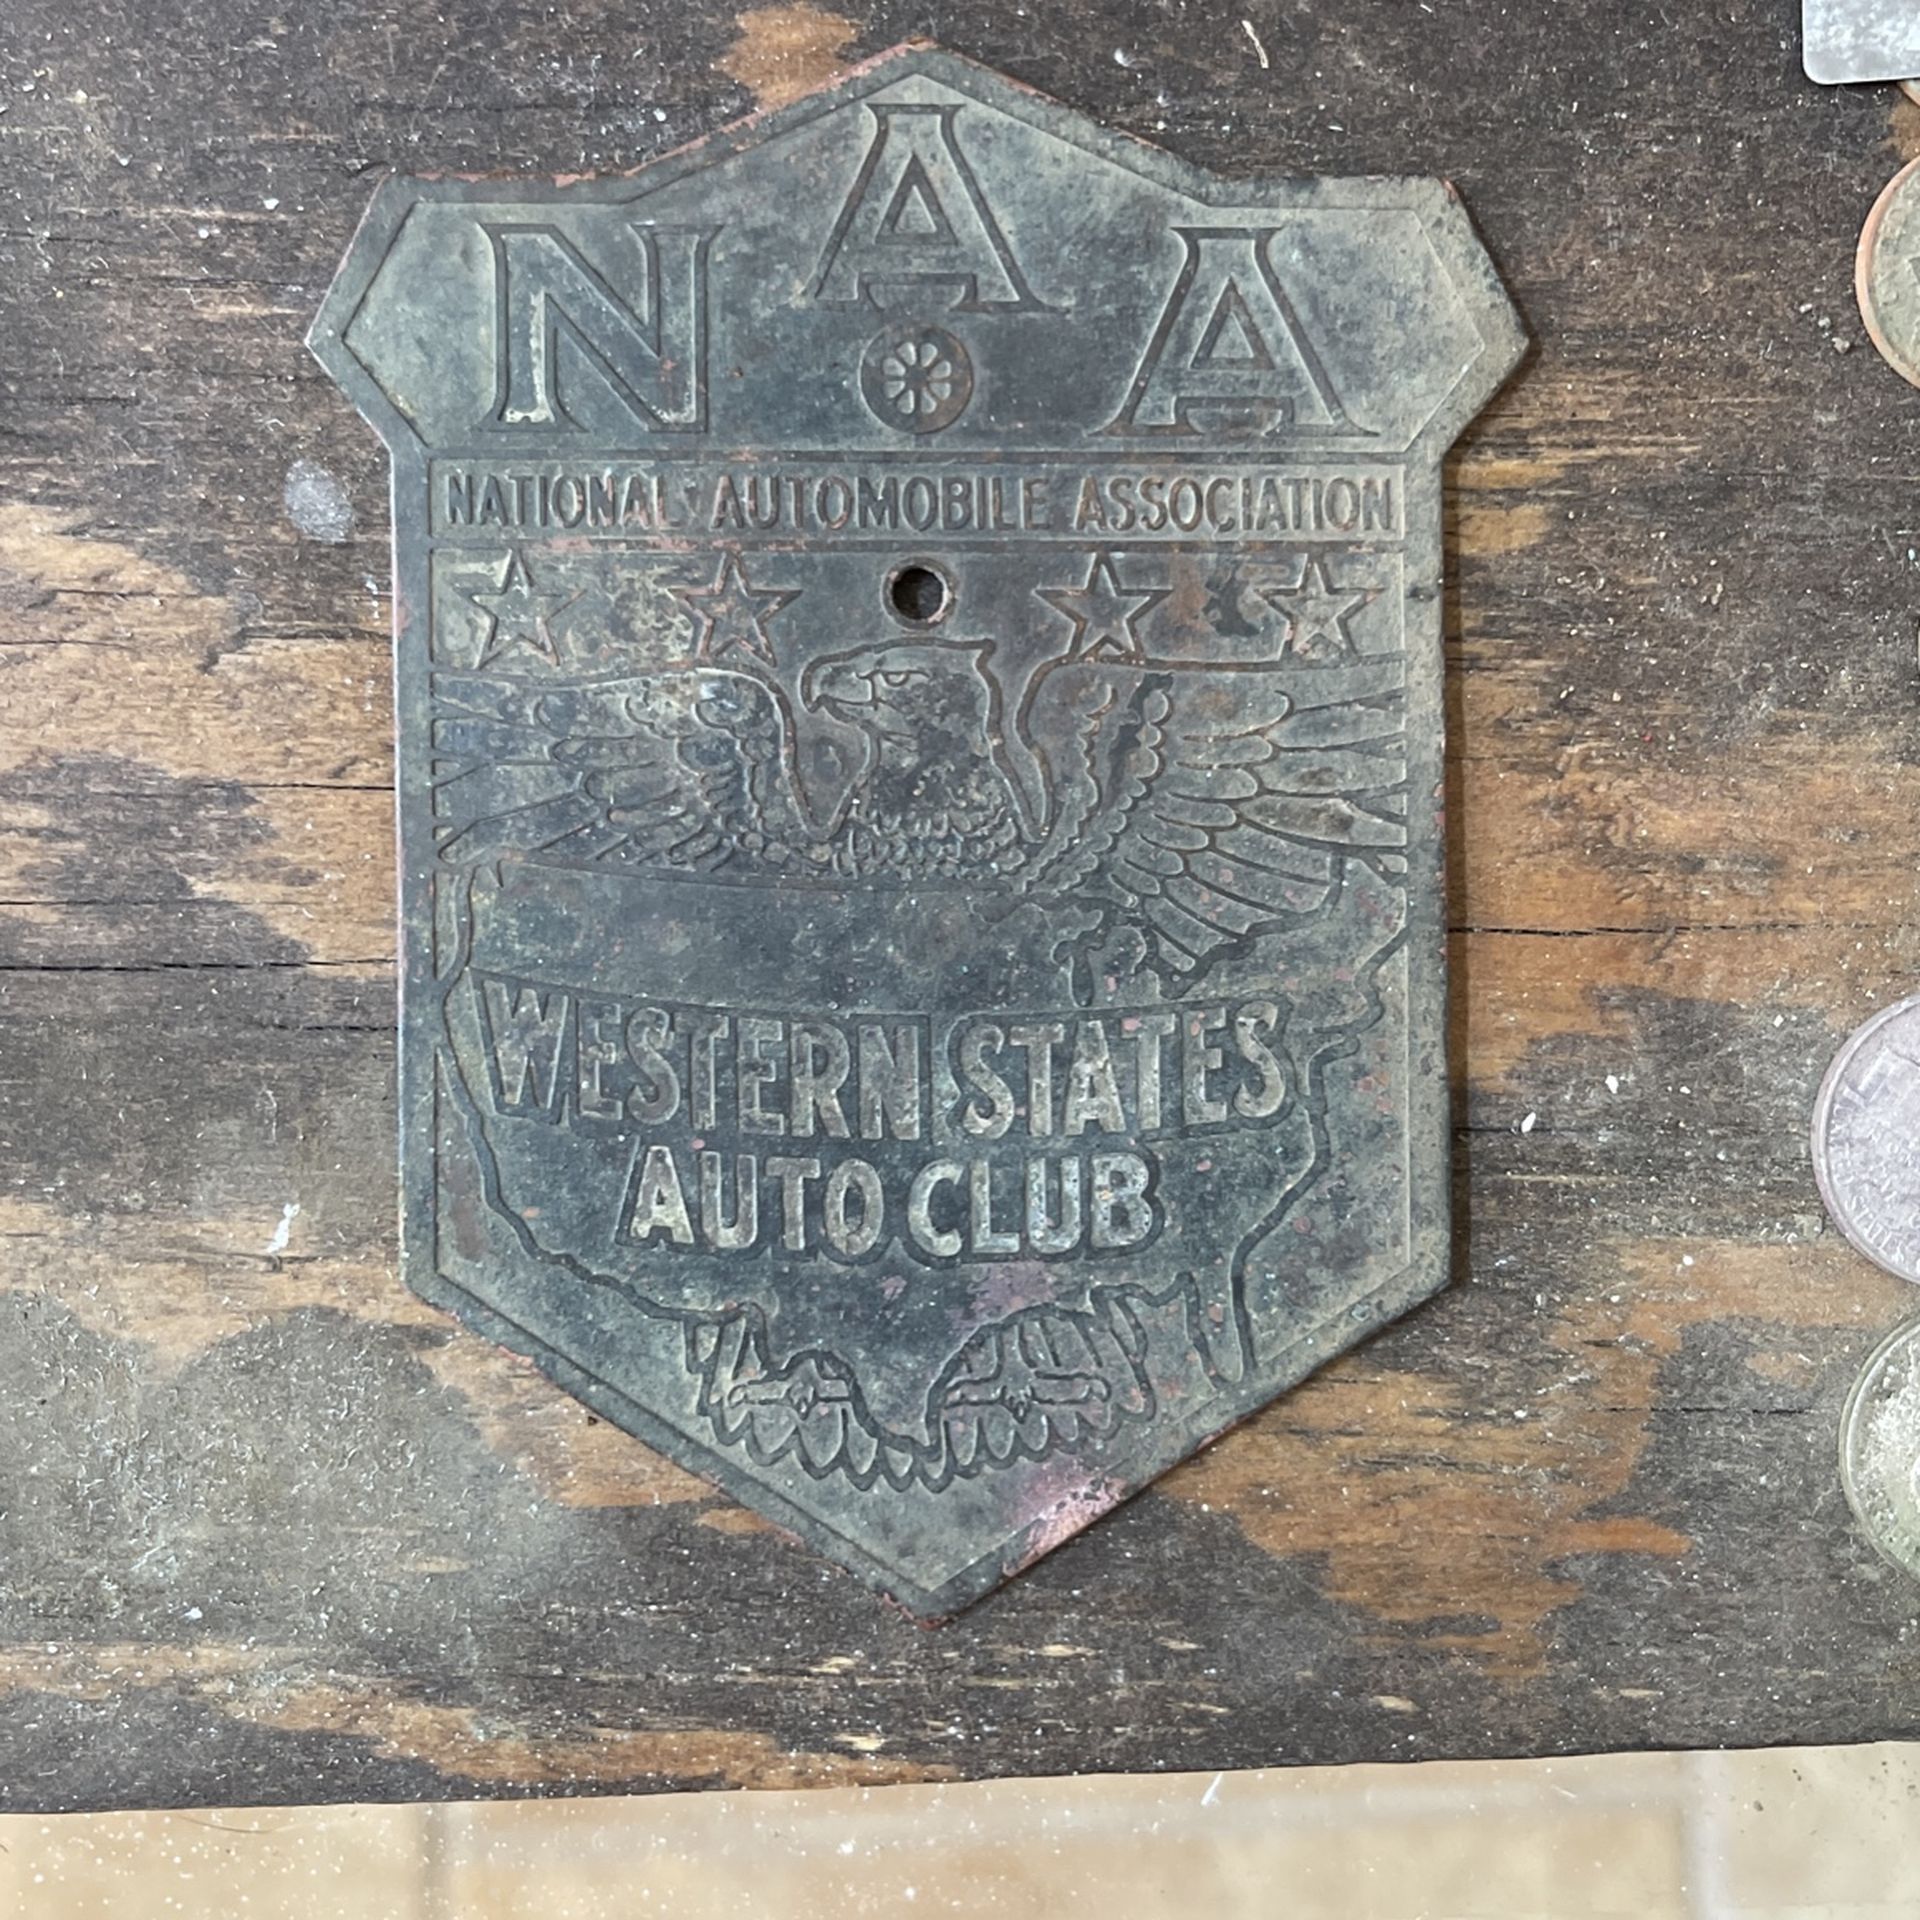 NAA
NATIONAL AUTOMOBILE ASSOCIATION
WESTERN STATES
AUTO CLUB